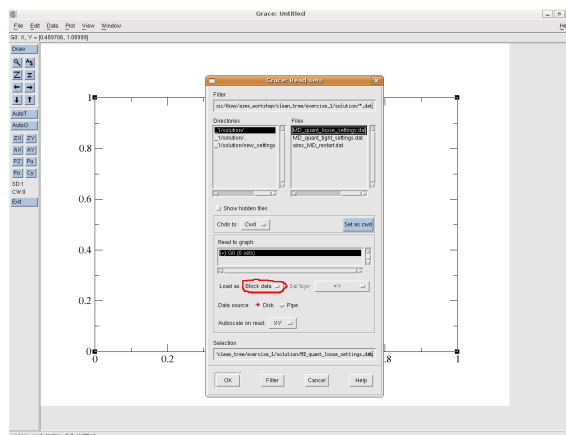 Grace: Untitled
File Edit Data Plot View Window He
G0: X, Y = [0.469706, 1.08999]
Draw
Z z
AutoT
AutoO
ZX ZY
AX AY
PZ Pa
Po Cy
SD:1
CW:0
Exit
1
0.8
0.6
0.4
0.2
0
0 0.2 .8 1
Grace: Read sets
Filter
/Aims/aims_workshop/clean_tree/exercise_1/solution/*.dat
Directories Files
_1/solution/. MD_quant_loose_settings.dat
_1/solution/.. MD_quant_tight_settings.dat
_1/solution/new_settings aims_MD_restart.dat
Show hidden files
Chdir to: Cwd Set as cwd
Read to graph:
(+) G0 (0 sets)
Load as: Block data Set type: XY
Data source: Disk Pipe
Autoscale on read: XY
Selection
/clean_tree/exercise_1/solution/MD_quant_loose_settings.dat
OK Filter Cancel Help